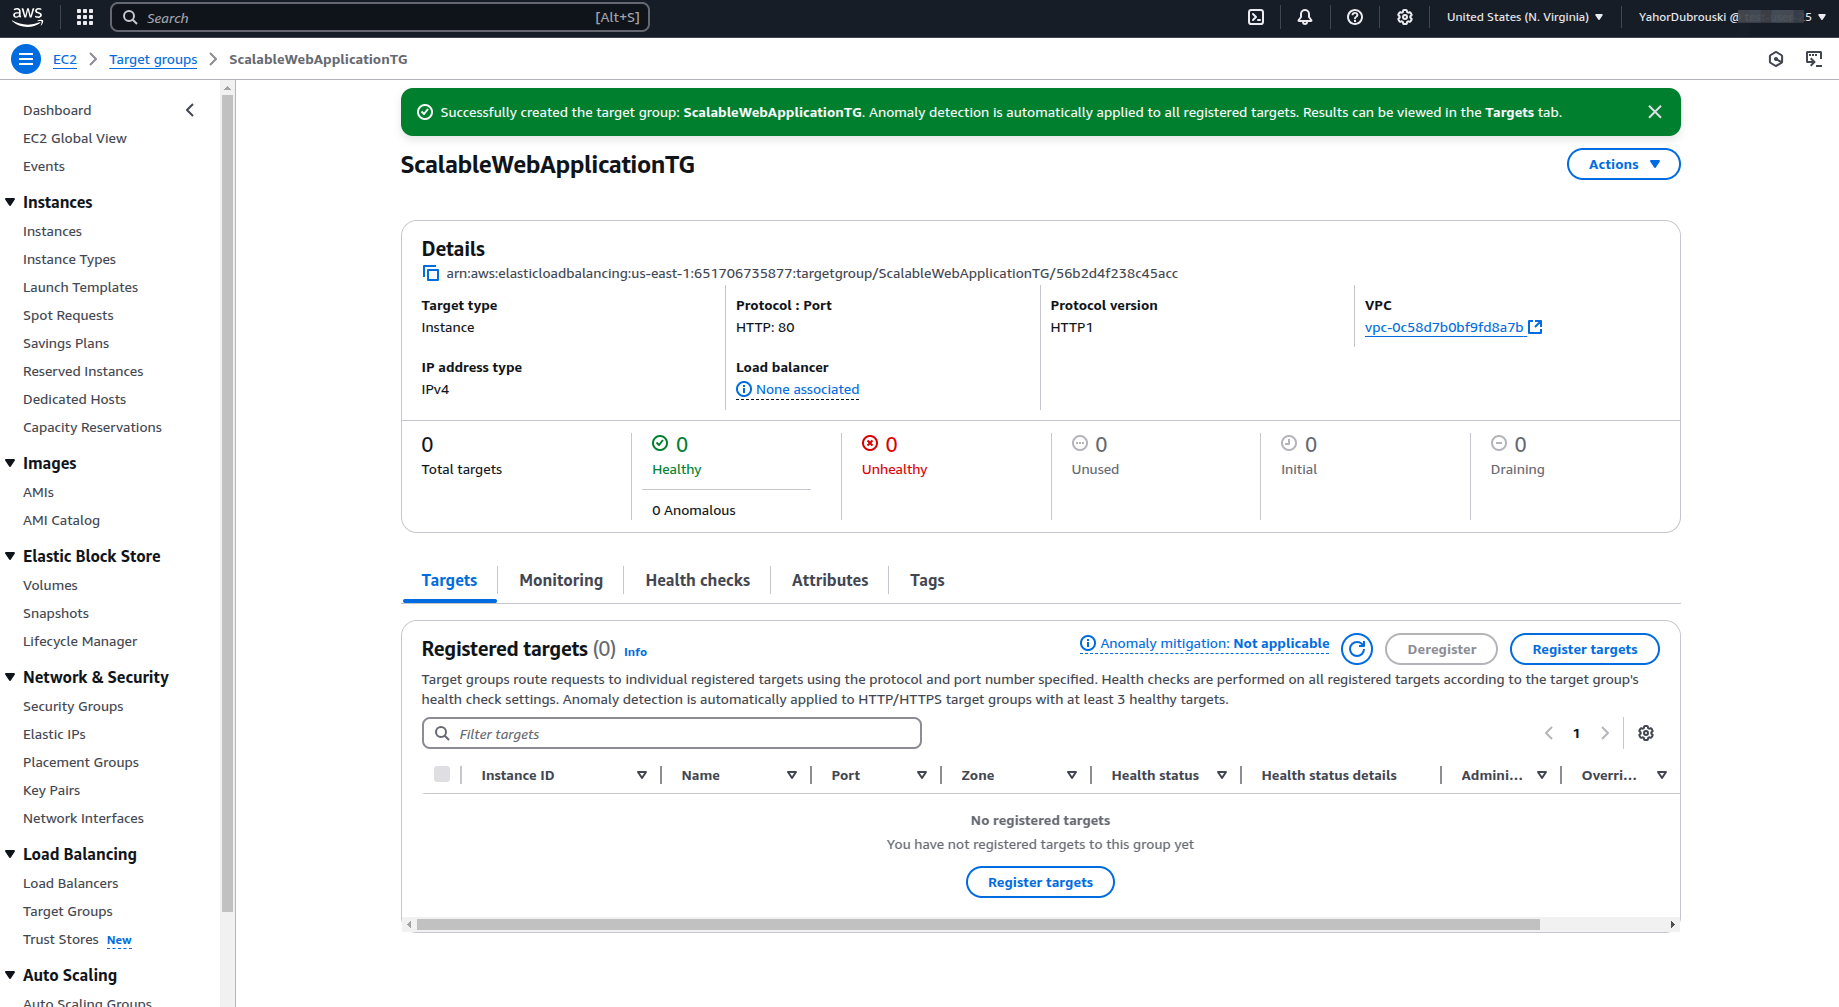 aws
Search [Alt+S]
United States (N. Virginia)
YahorDubrouski @
5
EC2
Target groups
ScalableWebApplicationTG
Dashboard
EC2 Global View
Events
Instances
Instances
Instance Types
Launch Templates
Spot Requests
Savings Plans
Reserved Instances
Dedicated Hosts
Capacity Reservations
Images
AMIs
AMI Catalog
Elastic Block Store
Volumes
Snapshots
Lifecycle Manager
Network & Security
Security Groups
Elastic IPs
Placement Groups
Key Pairs
Network Interfaces
Load Balancing
Load Balancers
Target Groups
Trust Stores New
Auto Scaling
Auto Scaling Groups
Successfully created the target group: ScalableWebApplicationTG. Anomaly detection is automatically applied to all registered targets. Results can be viewed in the Targets tab.
ScalableWebApplicationTG
Actions
Details
arn:aws:elasticloadbalancing:us-east-1:651706735877:targetgroup/ScalableWebApplicationTG/56b2d4f238c45acc
Target type
Instance
Protocol : Port
HTTP: 80
Protocol version
HTTP1
VPC
vpc-0c58d7b0bf9fd8a7b
IP address type
IPv4
Load balancer
None associated
0
Total targets
0
Healthy
0 Anomalous
0
Unhealthy
0
Unused
0
Initial
0
Draining
Targets
Monitoring
Health checks
Attributes
Tags
Registered targets (0) Info
Anomaly mitigation: Not applicable
Deregister
Register targets
Target groups route requests to individual registered targets using the protocol and port number specified. Health checks are performed on all registered targets according to the target group's
health check settings. Anomaly detection is automatically applied to HTTP/HTTPS target groups with at least 3 healthy targets.
Filter targets
1
Instance ID
Name
Port
Zone
Health status
Health status details
Admini...
Overri...
No registered targets
You have not registered targets to this group yet
Register targets